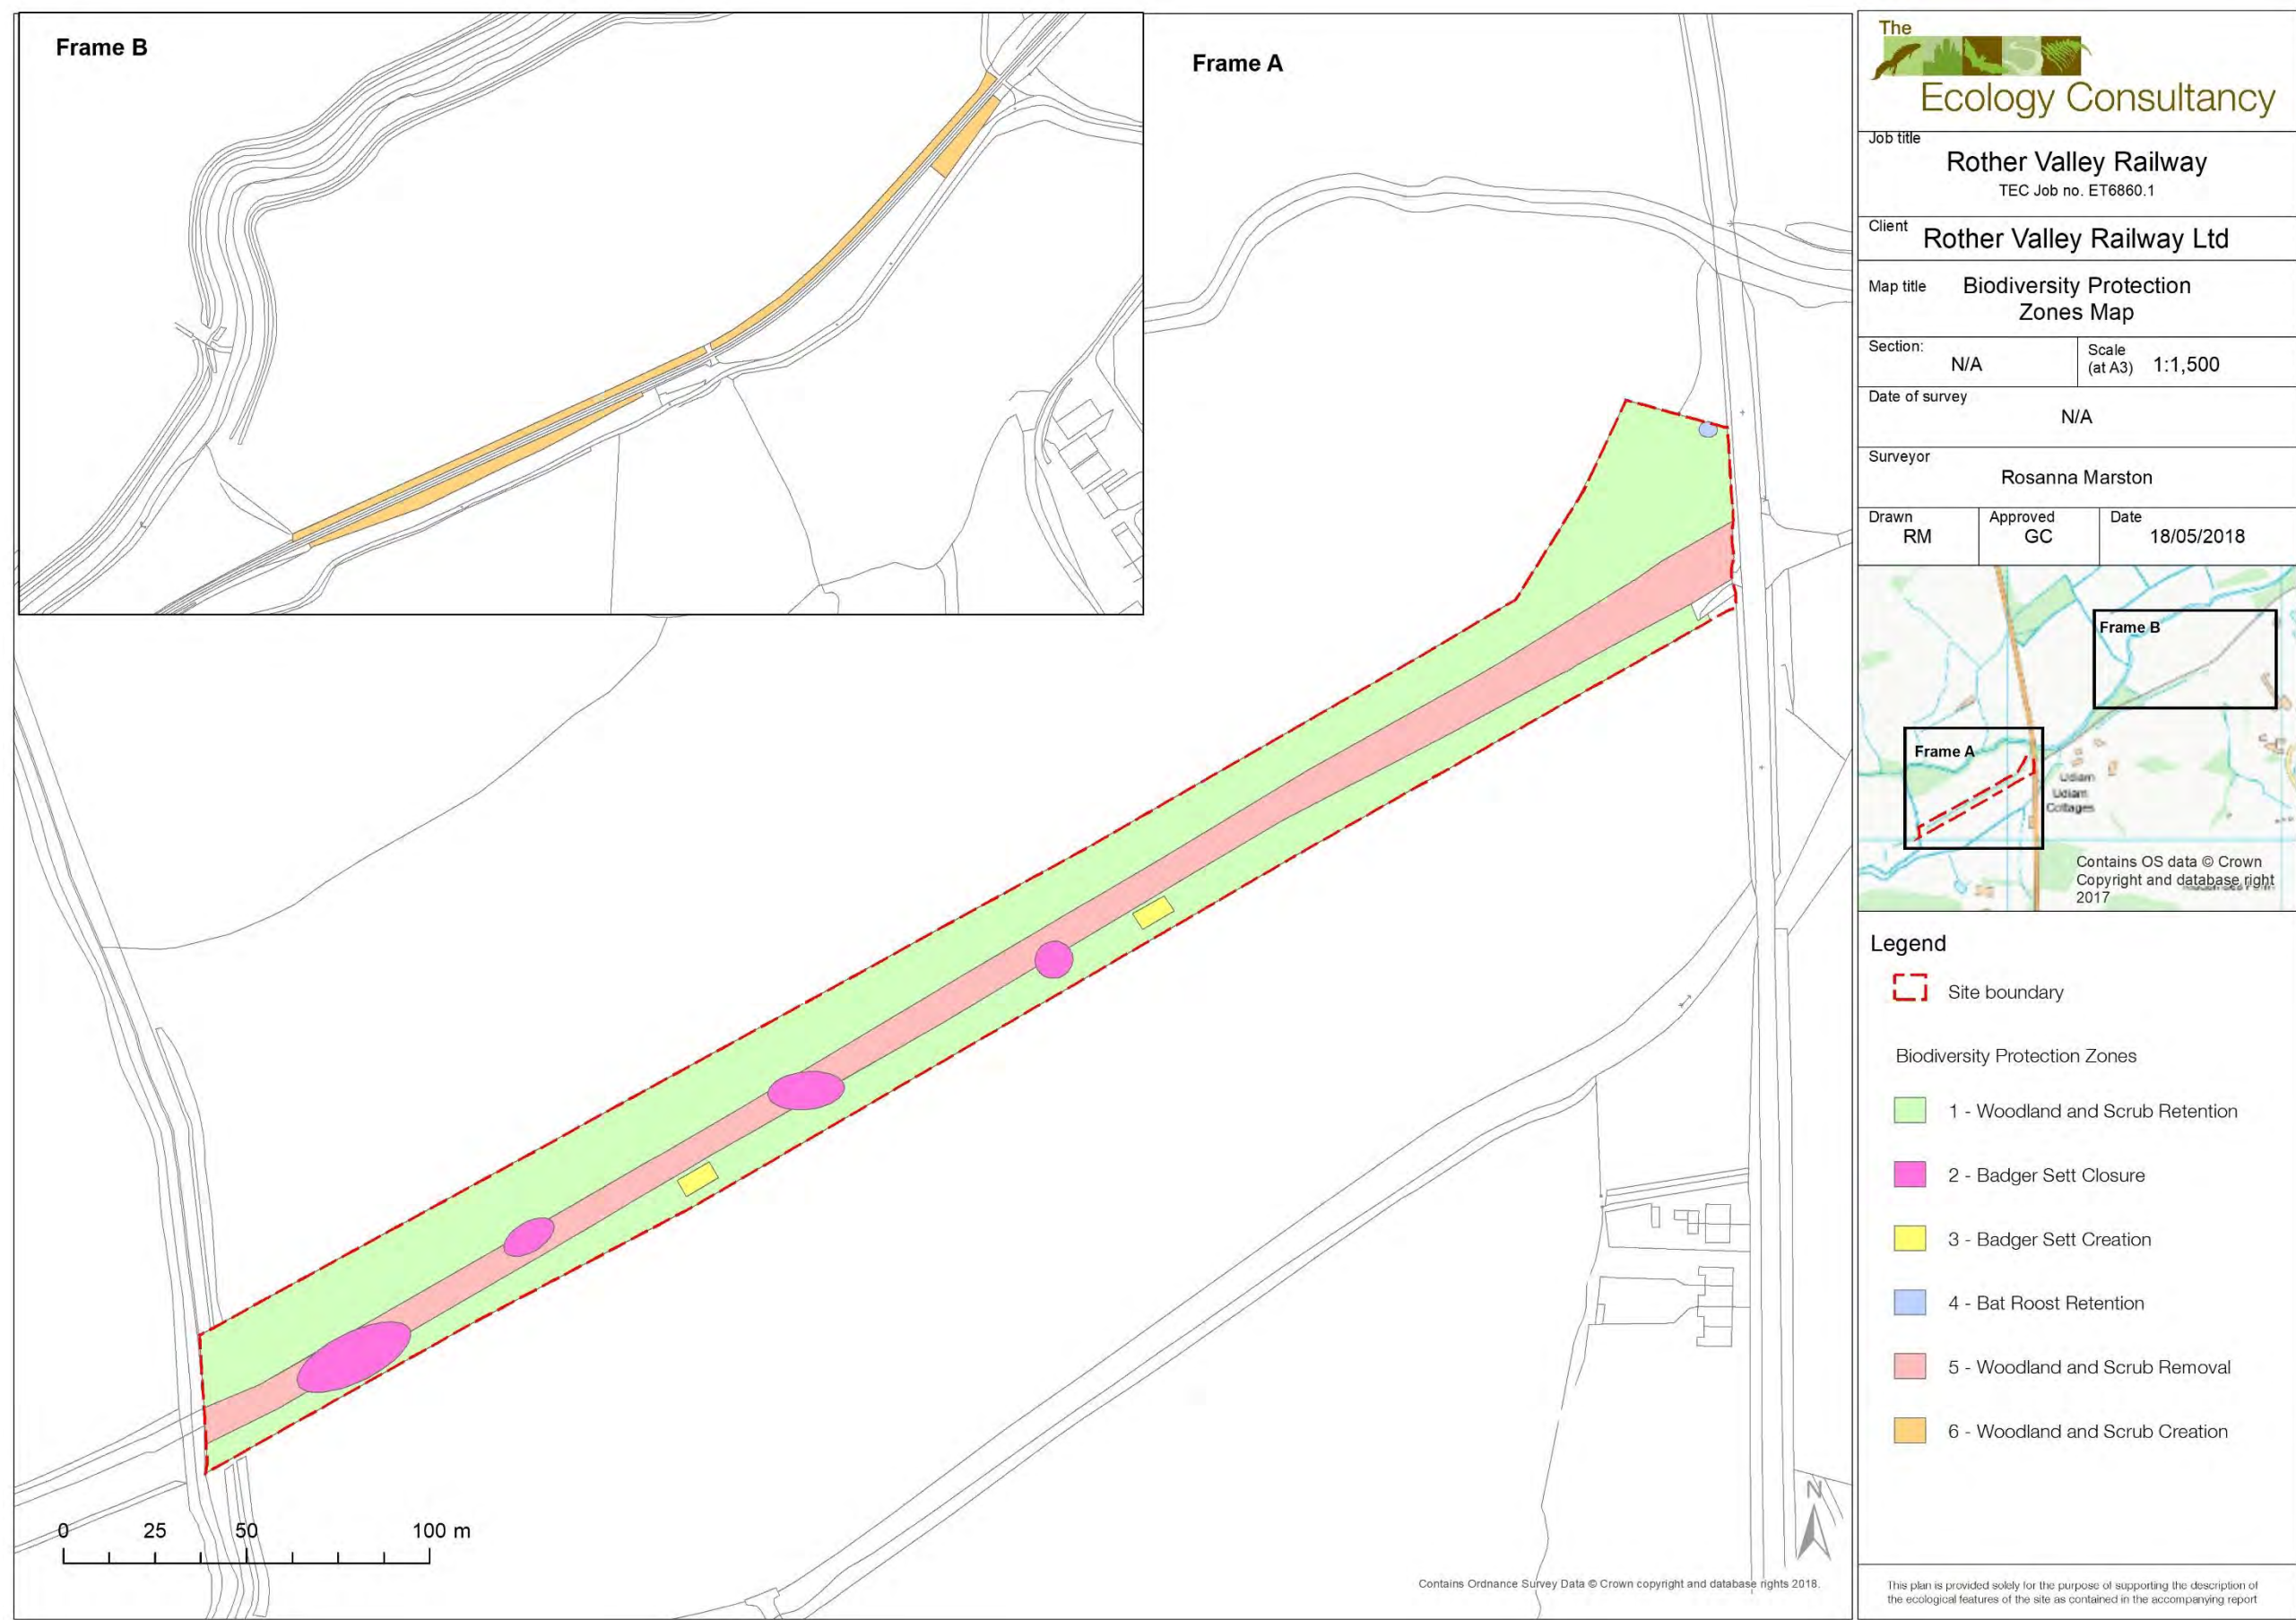 Frame B
Frame A
0 25 50 100 m
N
Contains Ordnance Survey Data © Crown copyright and database rights 2018.
The
Ecology Consultancy
Job title
Rother Valley Railway
TEC Job no. ET6860.1
Client
Rother Valley Railway Ltd
Map title
Biodiversity Protection
Zones Map
Section:
N/A
Scale
(at A3) 1:1,500
Date of survey
N/A
Surveyor
Rosanna Marston
Drawn
RM
Approved
GC
Date
18/05/2018
Frame B
Frame A
Udiam
Udiam
Cottages
Contains OS data © Crown
Copyright and database right
2017
Legend
Site boundary
Biodiversity Protection Zones
1 - Woodland and Scrub Retention
2 - Badger Sett Closure
3 - Badger Sett Creation
4 - Bat Roost Retention
5 - Woodland and Scrub Removal
6 - Woodland and Scrub Creation
This plan is provided solely for the purpose of supporting the description of
the ecological features of the site as contained in the accompanying report